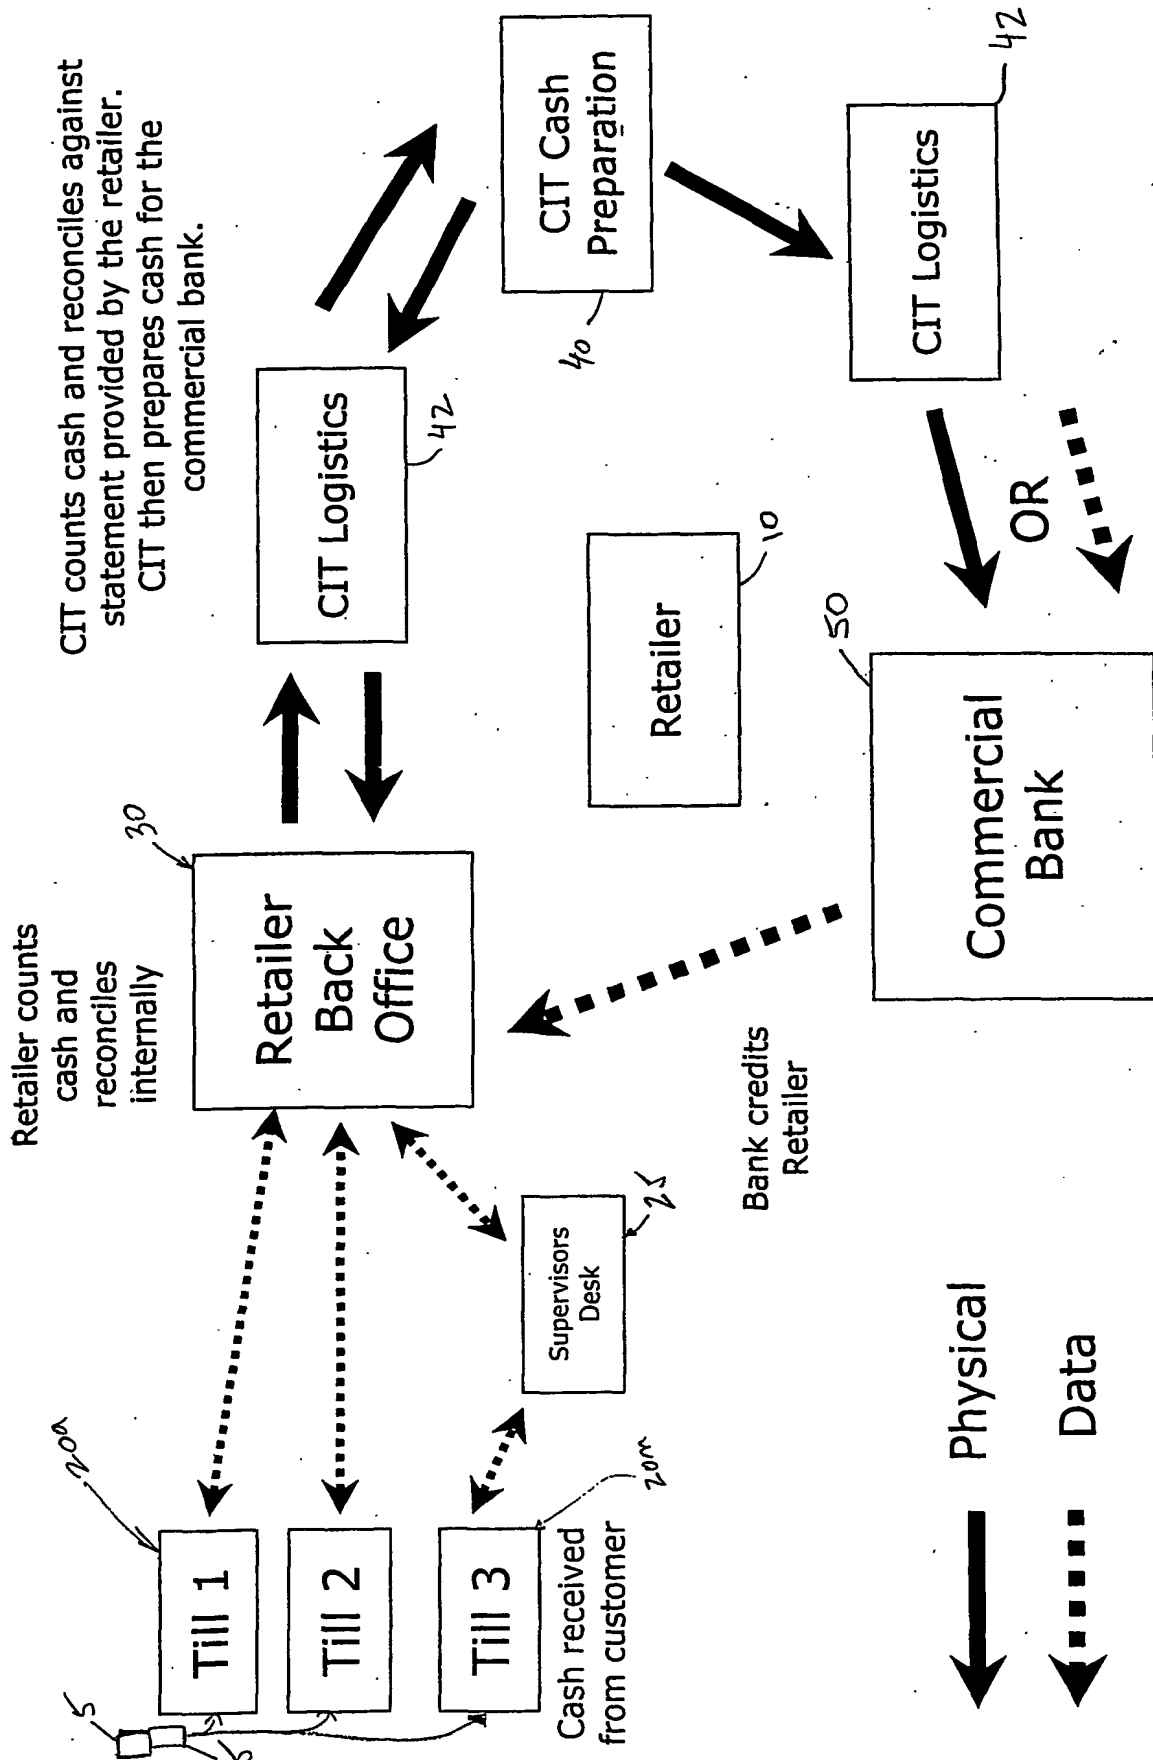 CIT counts cash and reconciles against
statement provided by the retailer.
CIT then prepares cash for the
commercial bank.
Retailer counts
cash and
reconciles
internally
30
Retailer
Back
Office
CIT Logistics
42
CIT Cash
Preparation
40
CIT Logistics
42
OR
Retailer
10
50
Commercial
Bank
Bank credits
Retailer
Supervisors
Desk
25
5
20a
Till 1
Till 2
Till 3
20n
Cash received
from customer
Physical
Data